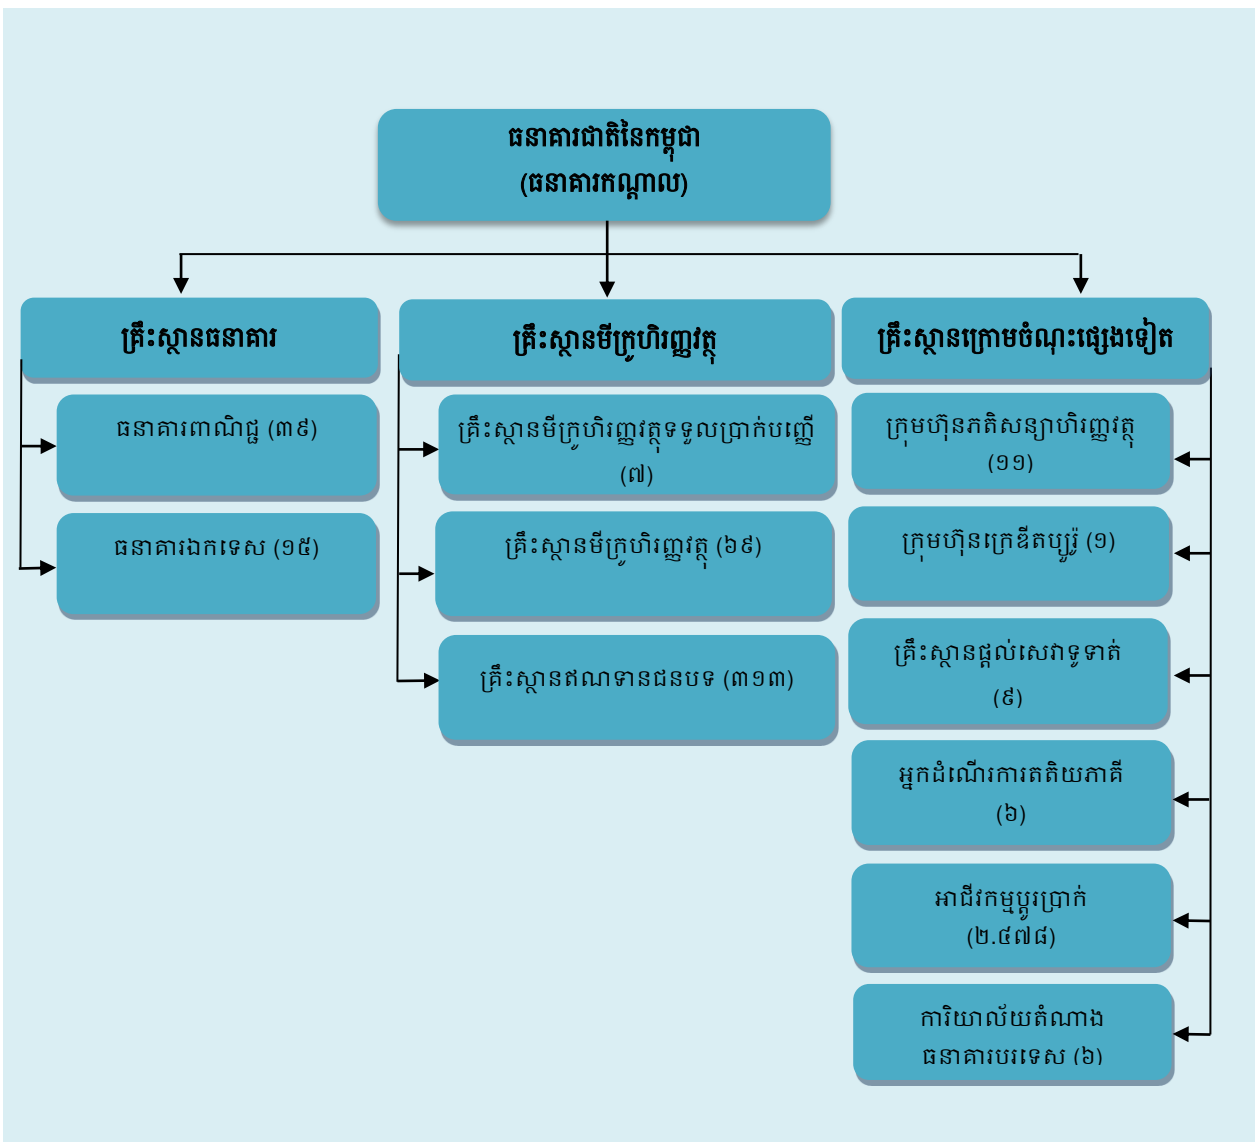 ធនាគារជាតិនៃកម្ពុជា
(ធនាគារកណ្តាល)
គ្រឹះស្ថានធនាគារ
ធនាគារពាណិជ្ជ (៣៩)
ធនាគារឯកទេស (១៥)
គ្រឹះស្ថានមីក្រូហិរញ្ញវត្ថុ
គ្រឹះស្ថានមីក្រូហិរញ្ញវត្ថុទទួលប្រាក់បញ្ញើ
(៧)
គ្រឹះស្ថានមីក្រូហិរញ្ញវត្ថុ (៦៩)
គ្រឹះស្ថានឥណទានជនបទ (៣១៣)
គ្រឹះស្ថានក្រោមចំណុះផ្សេងទៀត
ក្រុមហ៊ុនភតិសន្យាហិរញ្ញវត្ថុ
(១១)
ក្រុមហ៊ុនក្រេឌីតប្យូរ៉ូ (១)
គ្រឹះស្ថានផ្តល់សេវាទូទាត់
(៩)
អ្នកដំណើរការតតិយភាគី
(៦)
អាជីវកម្មប្តូរប្រាក់
(២.៤៧៨)
ការិយាល័យតំណាង
ធនាគារបរទេស (៦)